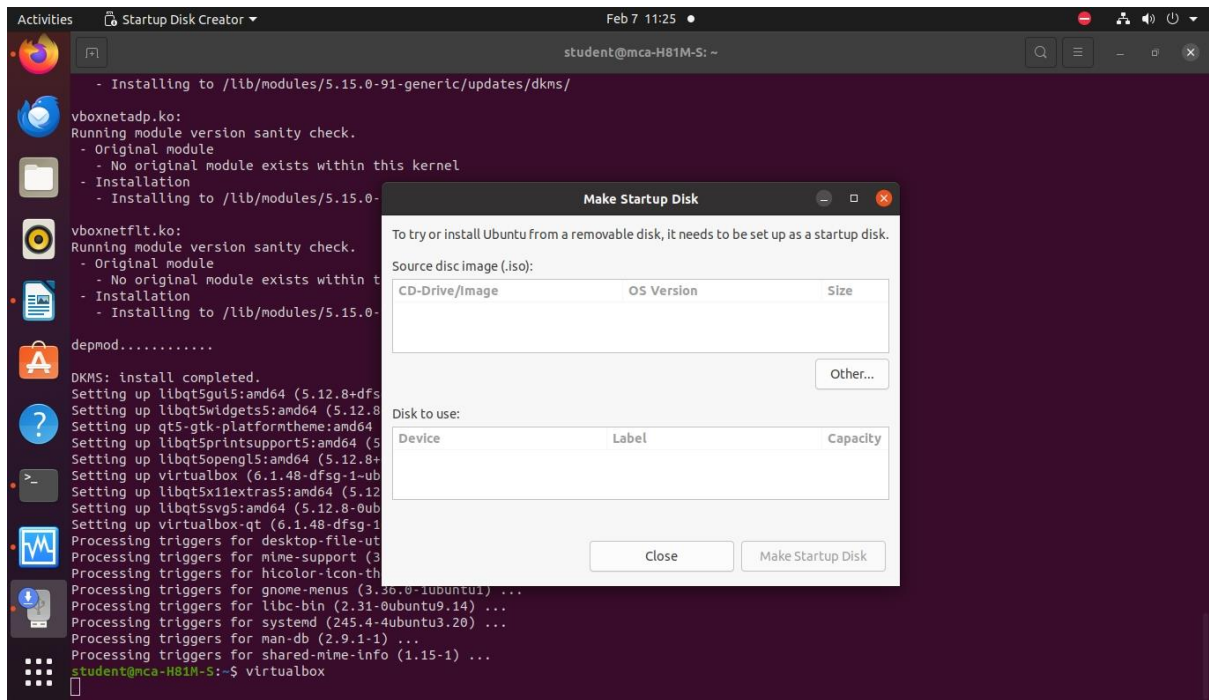 Activities Startup Disk Creator Feb 7 11:25
student@mca-H81M-S: ~
- Installing to /lib/modules/5.15.0-91-generic/updates/dkms/
vboxnetadp.ko:
Running module version sanity check.
- Original module
- No original module exists within this kernel
- Installation
- Installing to /lib/modules/5.15.0-
vboxnetflt.ko:
Running module version sanity check.
- Original module
- No original module exists within t
- Installation
- Installing to /lib/modules/5.15.0-
depmod............
DKMS: install completed.
Setting up libqt5gui5:amd64 (5.12.8+dfs
Setting up libqt5widgets5:amd64 (5.12.8
Setting up qt5-gtk-platformtheme:amd64
Setting up libqt5printsupport5:amd64 (5
Setting up libqt5opengl5:amd64 (5.12.8+
Setting up virtualbox (6.1.48-dfsg-1~ub
Setting up libqt5x11extras5:amd64 (5.12
Setting up libqt5svg5:amd64 (5.12.8-0ub
Setting up virtualbox-qt (6.1.48-dfsg-1
Processing triggers for desktop-file-ut
Processing triggers for mime-support (3
Processing triggers for hicolor-icon-th
Processing triggers for gnome-menus (3.36.0-1ubuntu1) ...
Processing triggers for libc-bin (2.31-0ubuntu9.14) ...
Processing triggers for systemd (245.4-4ubuntu3.20) ...
Processing triggers for man-db (2.9.1-1) ...
Processing triggers for shared-mime-info (1.15-1) ...
student@mca-H81M-S:~$ virtualbox
Make Startup Disk
To try or install Ubuntu from a removable disk, it needs to be set up as a startup disk.
Source disc image (.iso):
CD-Drive/Image OS Version Size
Other...
Disk to use:
Device Label Capacity
Close Make Startup Disk